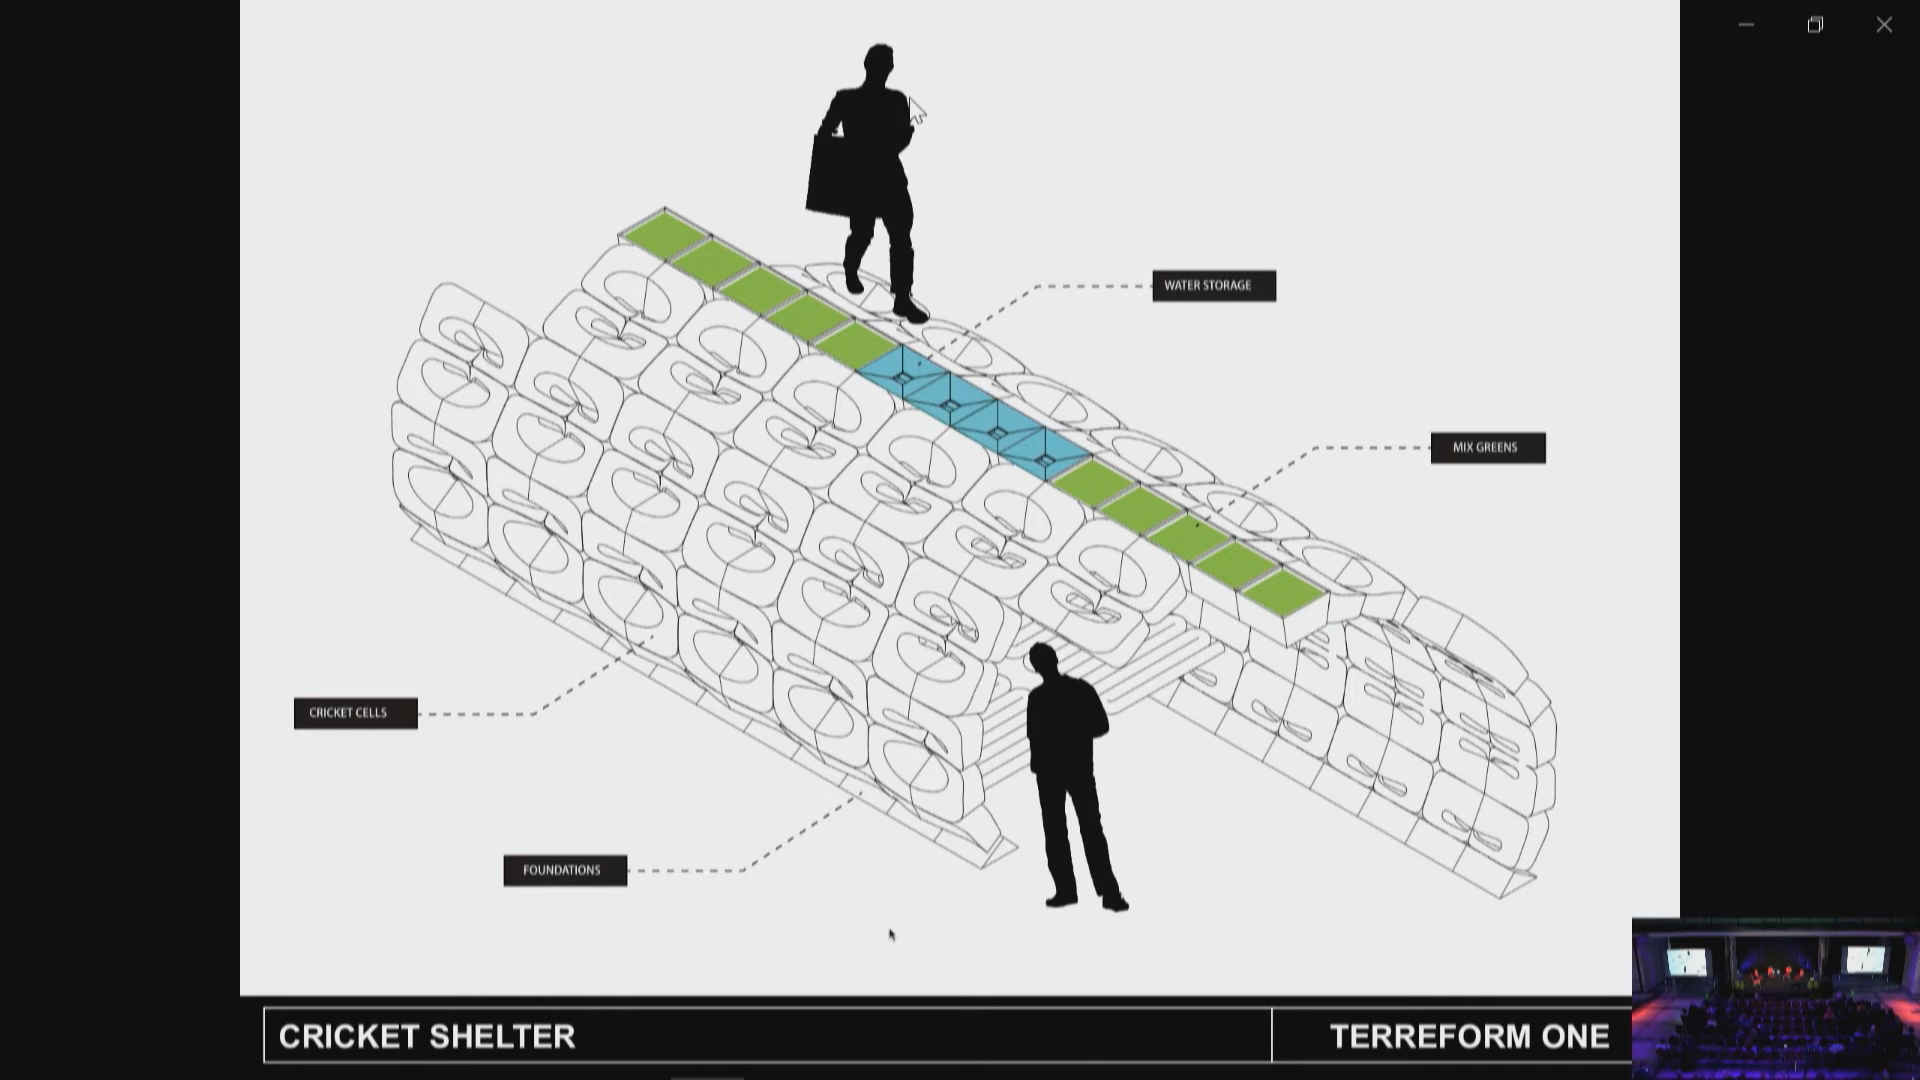 WATER STORAGE
MIX GREENS
CRICKET CELLS
FOUNDATIONS
CRICKET SHELTER
TERREFORM ONE